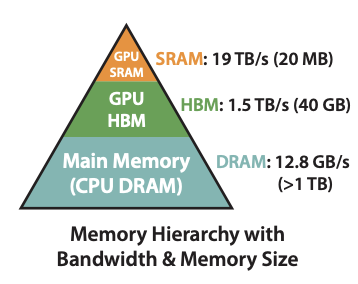 GPU
SRAM
SRAM: 19 TB/s (20 MB)
GPU
HBM
HBM: 1.5 TB/s (40 GB)
Main Memory
(CPU DRAM)
DRAM: 12.8 GB/s
(>1 TB)
Memory Hierarchy with
Bandwidth & Memory Size